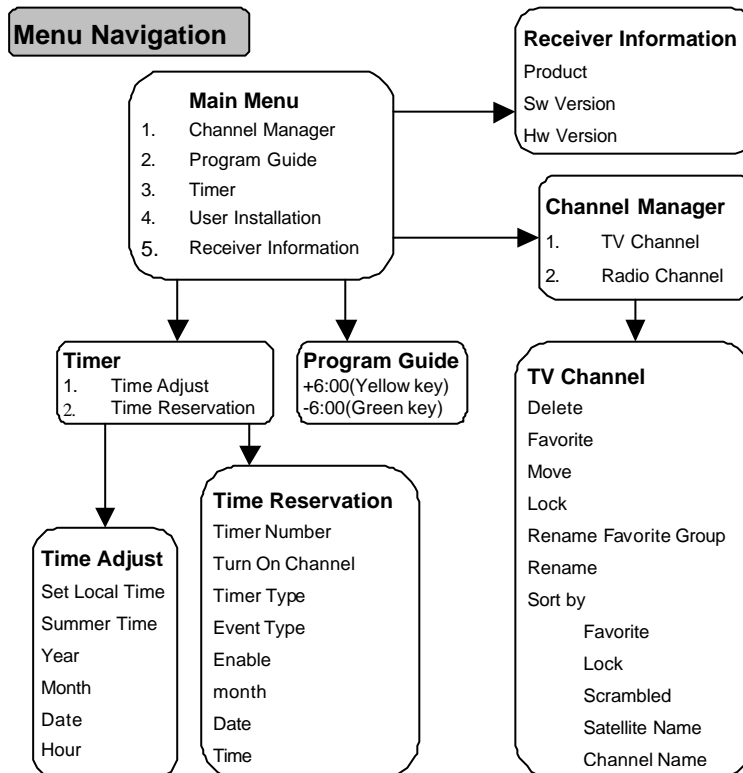 Menu Navigation
Receiver Information
Product
Sw Version
Hw Version
Main Menu
1. Channel Manager
2. Program Guide
3. Timer
4. User Installation
5. Receiver Information
Channel Manager
1. TV Channel
2. Radio Channel
Timer
1. Time Adjust
2. Time Reservation
Program Guide
+6:00(Yellow key)
-6:00(Green key)
TV Channel
Delete
Favorite
Move
Lock
Rename Favorite Group
Rename
Sort by
Favorite
Lock
Scrambled
Satellite Name
Channel Name
Time Reservation
Timer Number
Turn On Channel
Timer Type
Event Type
Enable
month
Date
Time
Time Adjust
Set Local Time
Summer Time
Year
Month
Date
Hour